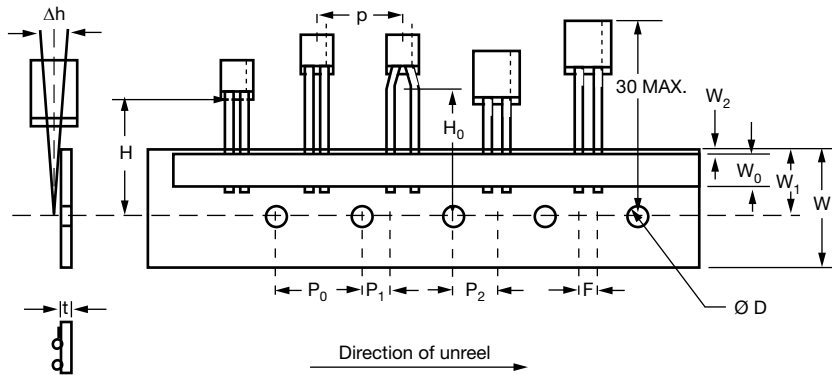 Δh
p
30 MAX.
W₂
H
H₀
W₀
W₁
W
P₀
P₁
P₂
F
Ø D
t
Direction of unreel